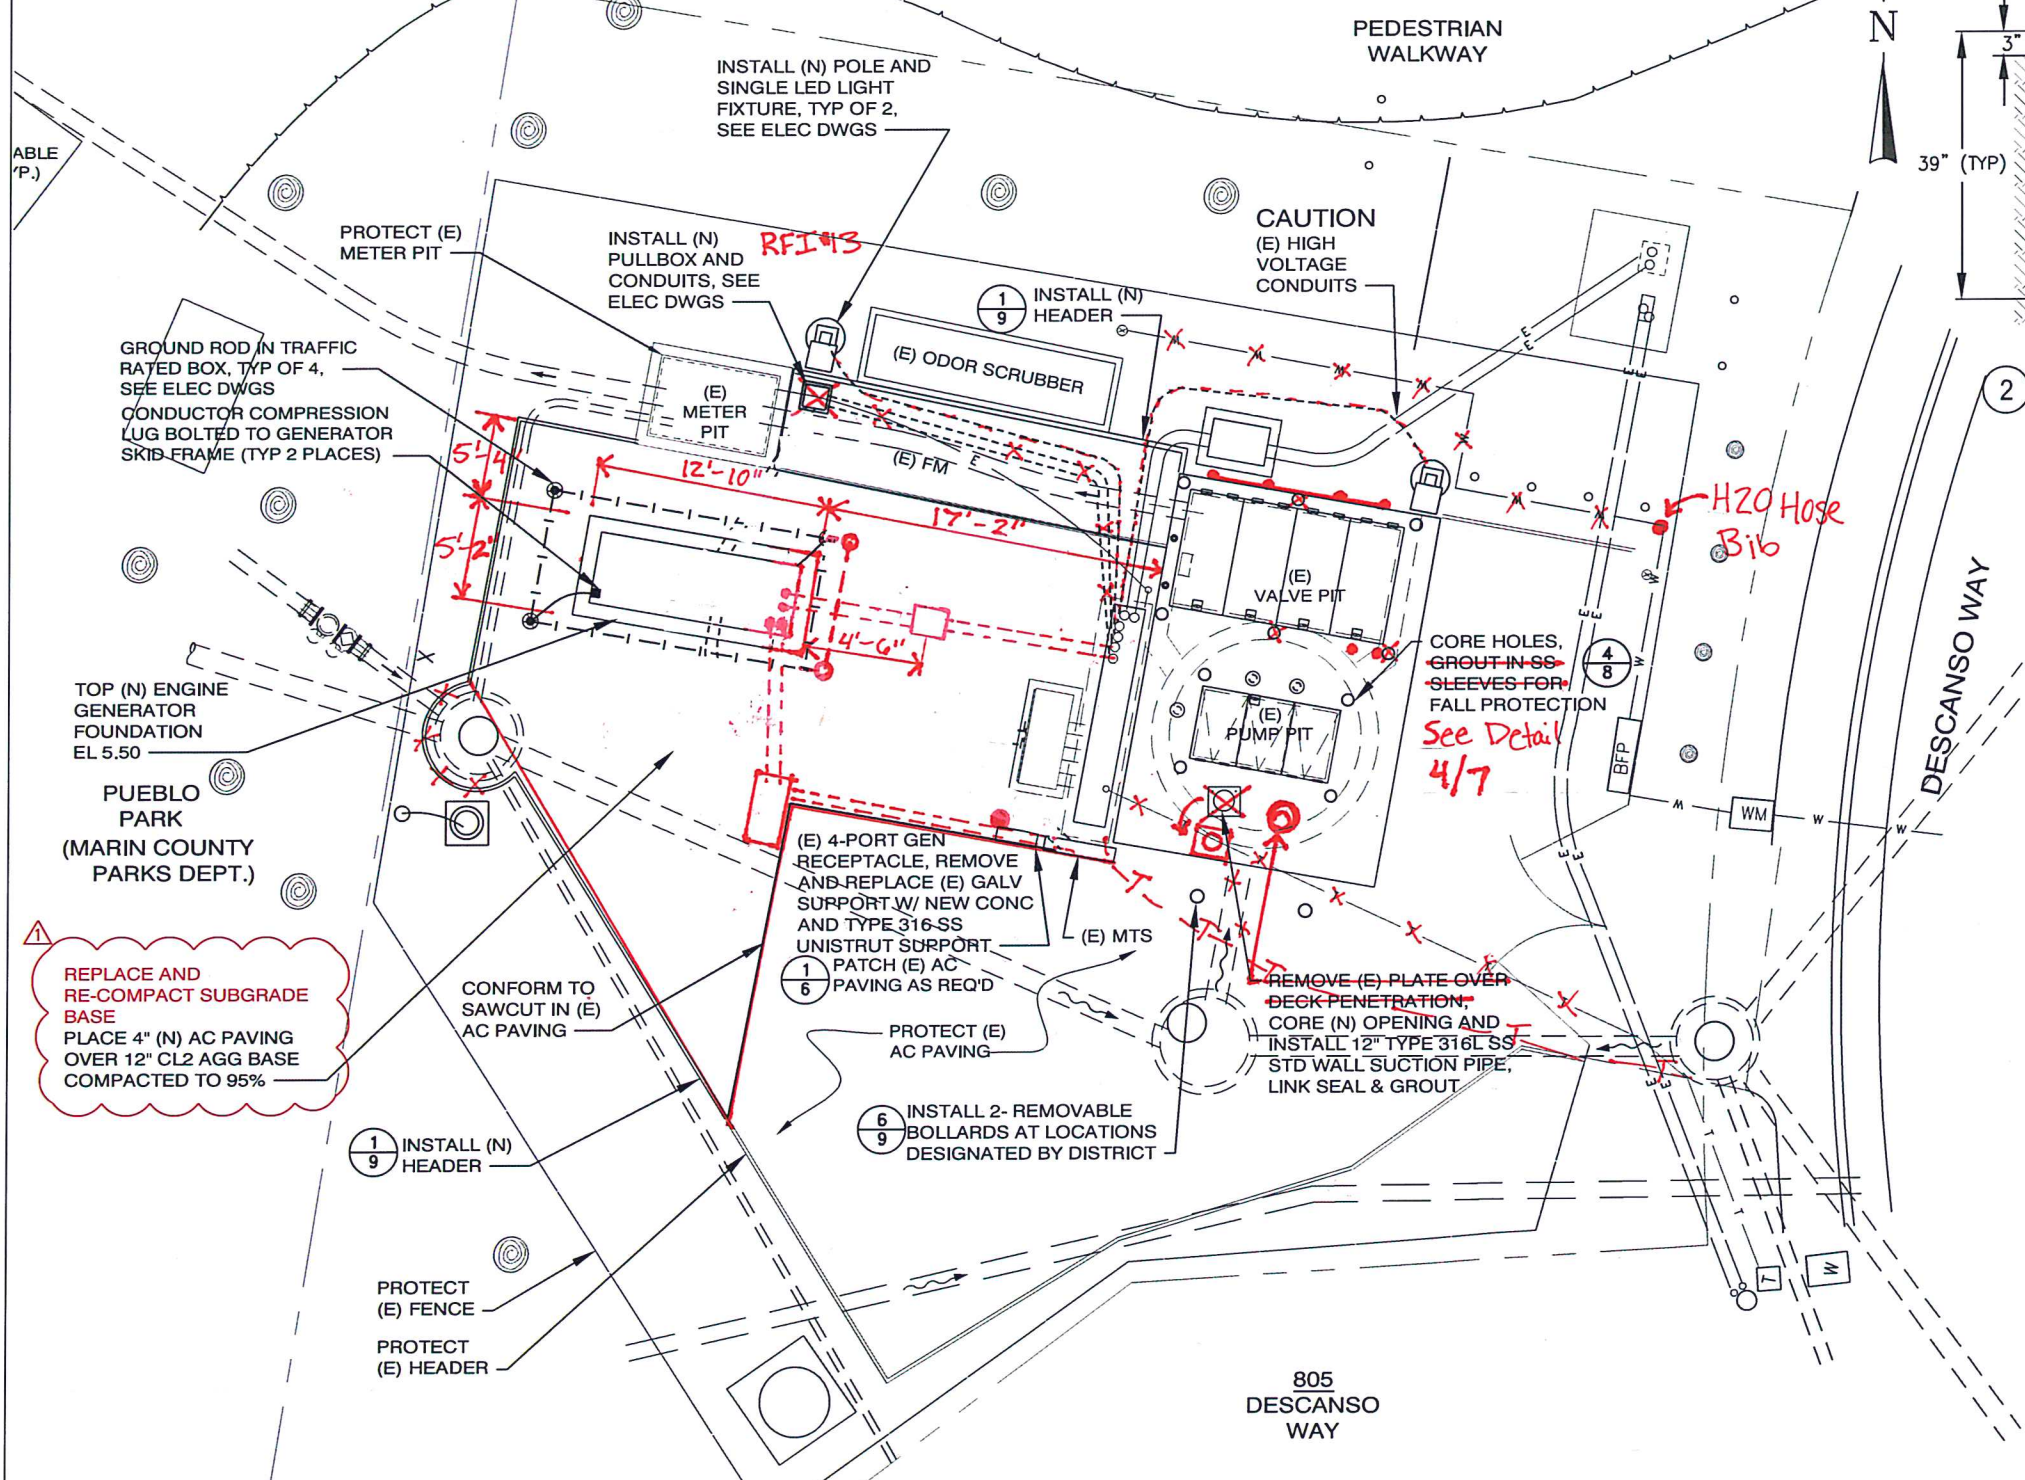 PEDESTRIAN
WALKWAY
N
3"
39" (TYP)
2
ABLE
'P.)
INSTALL (N) POLE AND
SINGLE LED LIGHT
FIXTURE, TYP OF 2,
SEE ELEC DWGS
PROTECT (E)
METER PIT
INSTALL (N)
PULLBOX AND
CONDUITS, SEE
ELEC DWGS
RFI#13
CAUTION
(E) HIGH
VOLTAGE
CONDUITS
1
9
INSTALL (N)
HEADER
(E) ODOR SCRUBBER
GROUND ROD IN TRAFFIC
RATED BOX, TYP OF 4,
SEE ELEC DWGS
CONDUCTOR COMPRESSION
LUG BOLTED TO GENERATOR
SKID FRAME (TYP 2 PLACES)
(E)
METER
PIT
(E) FM
E
5'-4"
12'-10"
17'-2"
5'-2"
4'-6"
H2O Hose
Bib
(E)
VALVE PIT
(E)
PUMP PIT
CORE HOLES,
GROUT IN SS
SLEEVES FOR
FALL PROTECTION
4
8
See Detail
4/7
BFP
WM
W
W
W
E
E
DESCANSO WAY
TOP (N) ENGINE
GENERATOR
FOUNDATION
EL 5.50
PUEBLO
PARK
(MARIN COUNTY
PARKS DEPT.)
1
REPLACE AND
RE-COMPACT SUBGRADE
BASE
PLACE 4" (N) AC PAVING
OVER 12" CL2 AGG BASE
COMPACTED TO 95%
CONFORM TO
SAWCUT IN (E)
AC PAVING
(E) 4-PORT GEN
RECEPTACLE, REMOVE
AND REPLACE (E) GALV
SUPPORT W/ NEW CONC
AND TYPE 316 SS
UNISTRUT SUPPORT
1
6
PATCH (E) AC
PAVING AS REQ'D
(E) MTS
T
T
T
T
T
PROTECT (E)
AC PAVING
REMOVE (E) PLATE OVER
DECK PENETRATION,
CORE (N) OPENING AND
INSTALL 12" TYPE 316L SS
STD WALL SUCTION PIPE,
LINK SEAL & GROUT
6
9
INSTALL 2- REMOVABLE
BOLLARDS AT LOCATIONS
DESIGNATED BY DISTRICT
1
9
INSTALL (N)
HEADER
PROTECT
(E) FENCE
PROTECT
(E) HEADER
T
W
805
DESCANSO
WAY